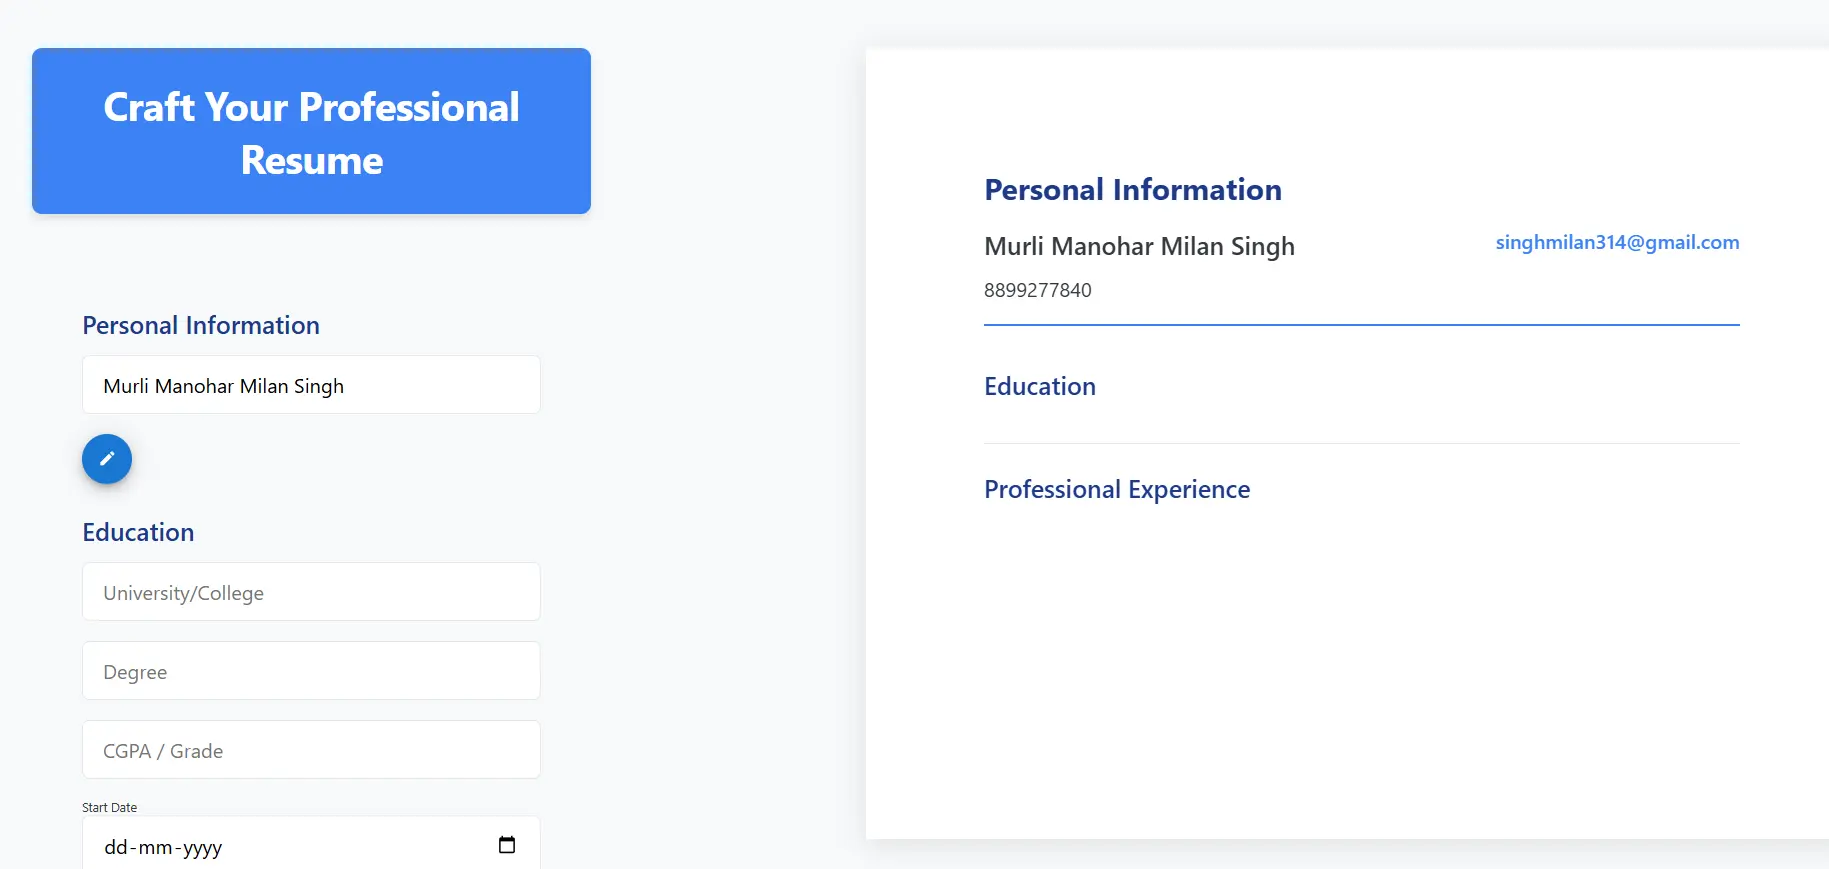 Craft Your Professional
Resume
Personal Information
Murli Manohar Milan Singh
Education
University/College
Degree
CGPA / Grade
Start Date
dd-mm-yyyy
Personal Information
Murli Manohar Milan Singh
singhmilan314@gmail.com
8899277840
Education
Professional Experience